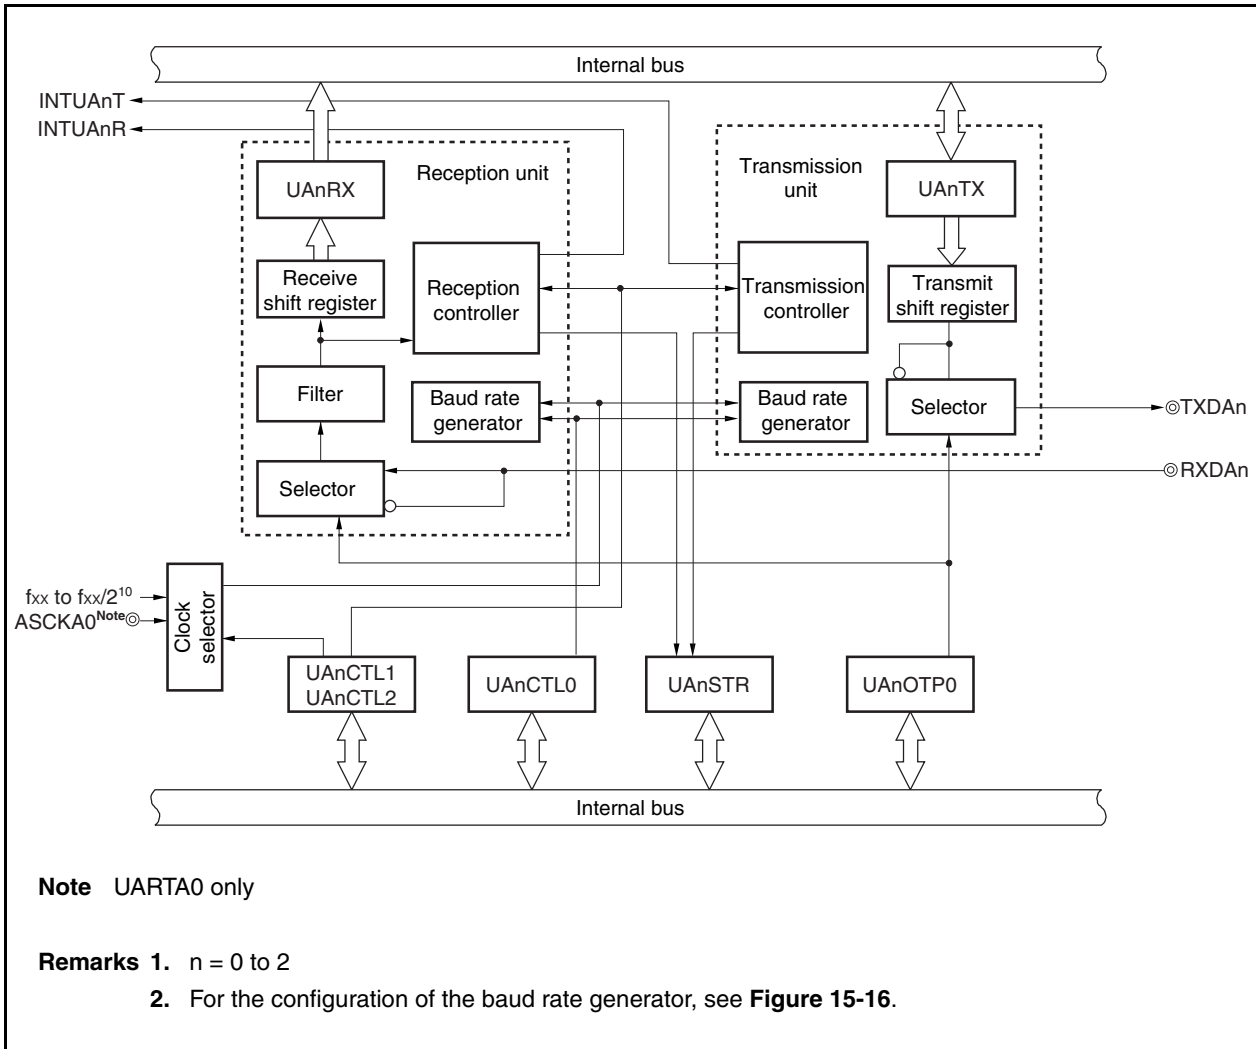 Internal bus
INTUAnT
INTUAnR
Reception unit
UAnRX
Receive
shift register
Reception
controller
Filter
Baud rate
generator
Selector
Transmission
unit
UAnTX
Transmission
controller
Transmit
shift register
Baud rate
generator
Selector
TXDAn
RXDAn
fxx to fxx/2¹⁰
ASCKA0Note
Clock
selector
UAnCTL1
UAnCTL2
UAnCTL0
UAnSTR
UAnOTP0
Internal bus
Note UARTA0 only
Remarks 1. n = 0 to 2
2. For the configuration of the baud rate generator, see Figure 15-16.